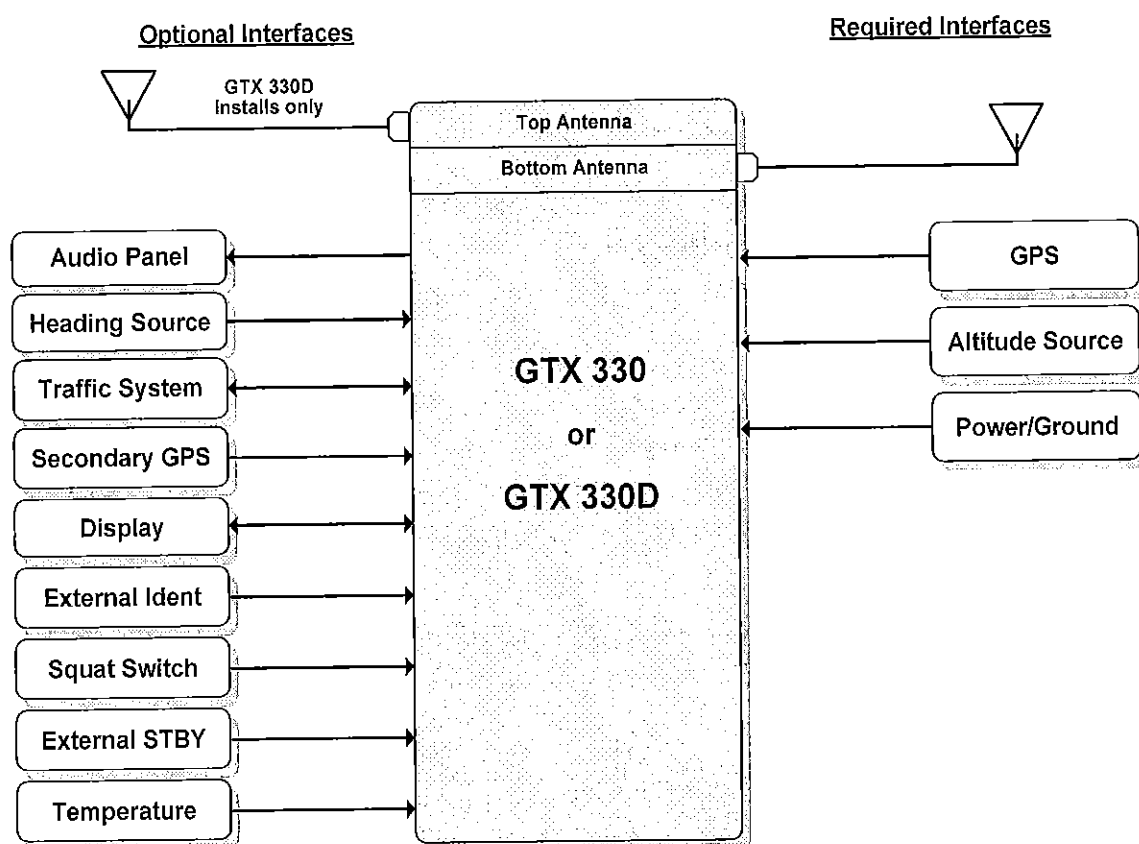 Optional Interfaces
Required Interfaces
GTX 330D
Installs only
Top Antenna
Bottom Antenna
Audio Panel
Heading Source
Traffic System
Secondary GPS
Display
External Ident
Squat Switch
External STBY
Temperature
GTX 330
or
GTX 330D
GPS
Altitude Source
Power/Ground